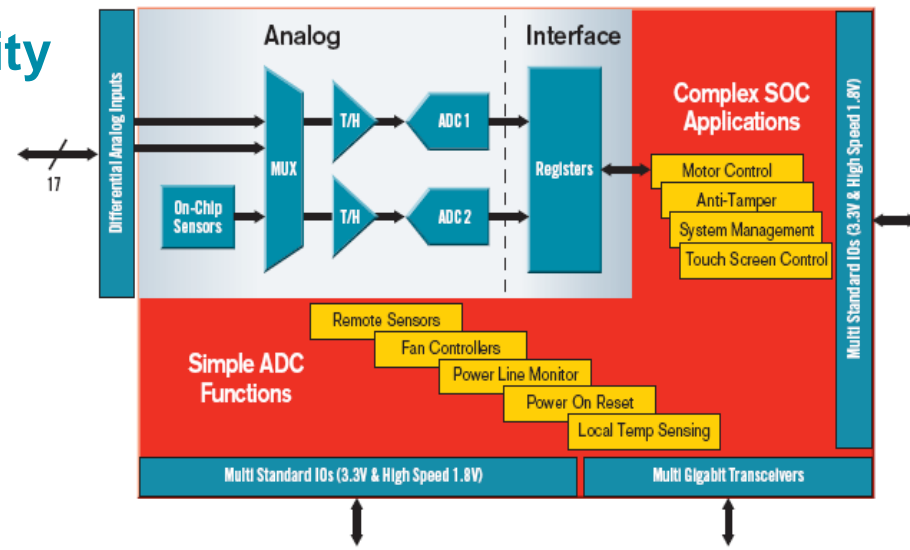 ity
Analog
Interface
Differential Analog Inputs
17
On-Chip
Sensors
MUX
T/H
ADC 1
T/H
ADC 2
Registers
Complex SOC
Applications
Motor Control
Anti-Tamper
System Management
Touch Screen Control
Multi Standard IOs (3.3V & High Speed 1.8V)
Simple ADC
Functions
Remote Sensors
Fan Controllers
Power Line Monitor
Power On Reset
Local Temp Sensing
Multi Standard IOs (3.3V & High Speed 1.8V)
Multi Gigabit Transceivers